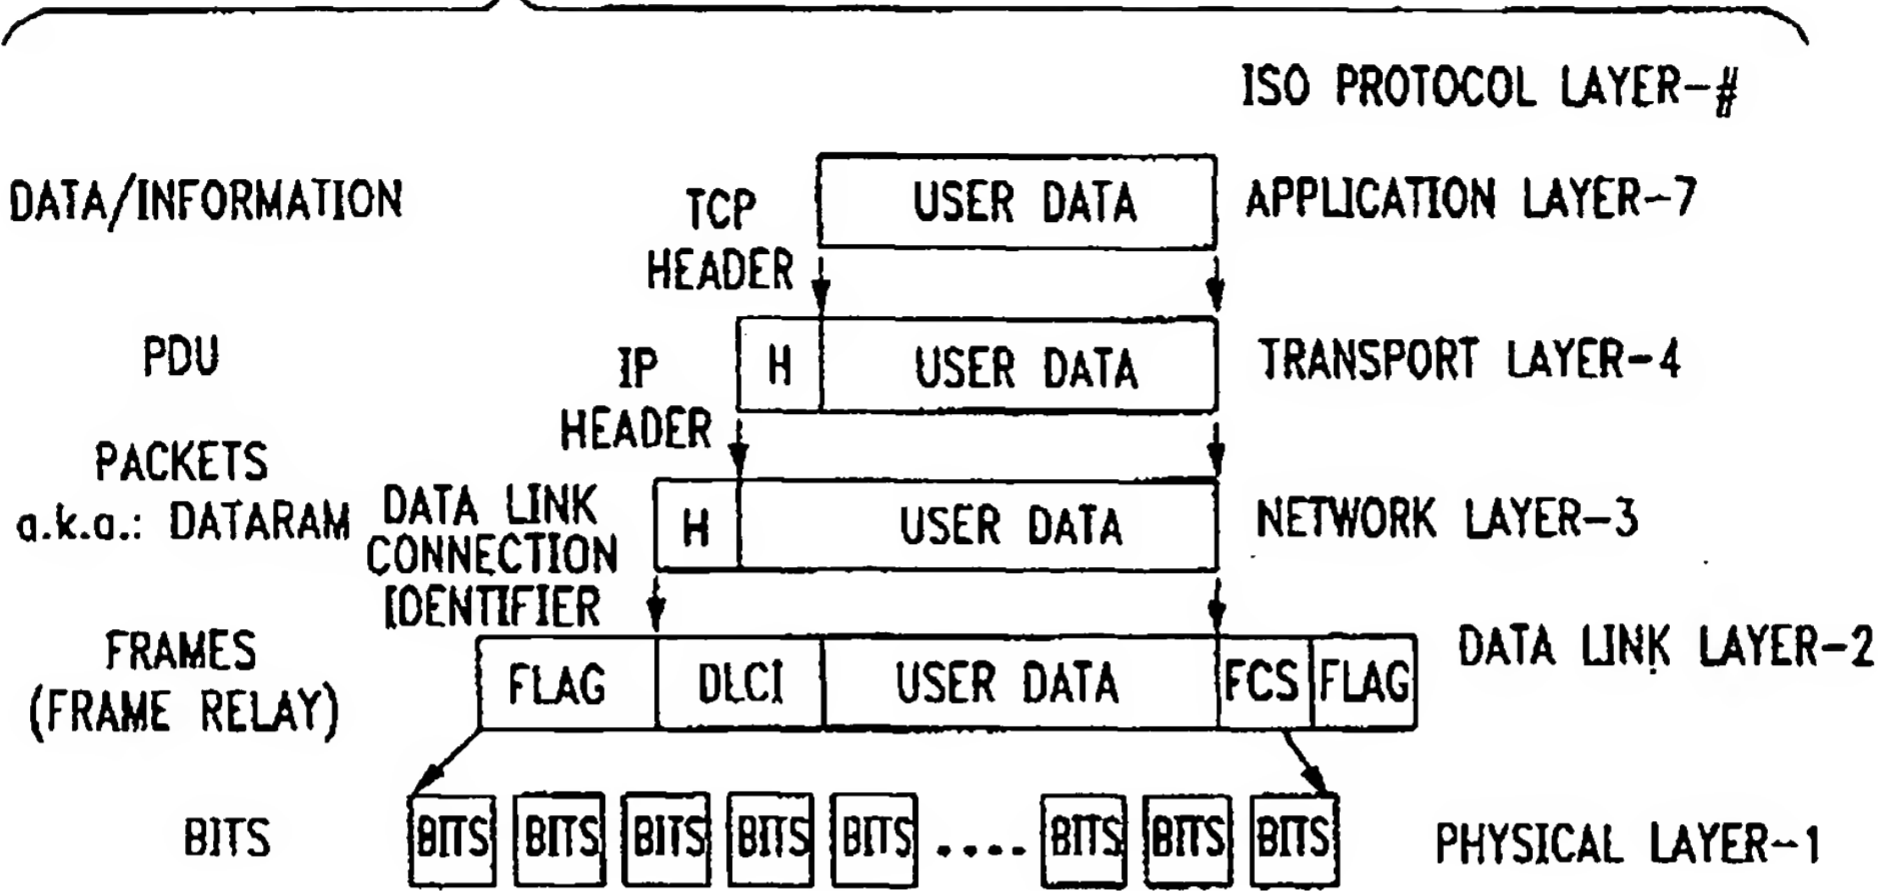 ISO PROTOCOL LAYER-#
DATA/INFORMATION
TCP
HEADER
USER DATA
APPLICATION LAYER-7
PDU
IP
HEADER
H
USER DATA
TRANSPORT LAYER-4
PACKETS
a.k.a.: DATARAM
DATA LINK
CONNECTION
IDENTIFIER
H
USER DATA
NETWORK LAYER-3
FRAMES
(FRAME RELAY)
FLAG
DLCI
USER DATA
FCS
FLAG
DATA LINK LAYER-2
BITS
BITS
BITS
BITS
BITS
BITS
....
BITS
BITS
BITS
PHYSICAL LAYER-1